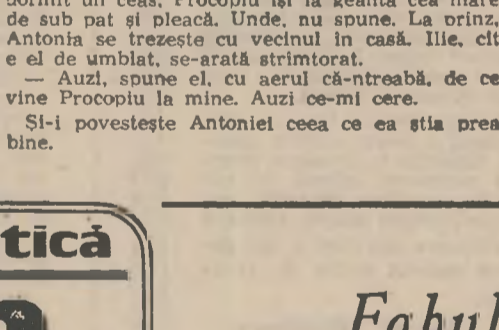 dormit un ceas, Procopiu își ia geanta cea mare
de sub pat și pleacă. Unde, nu spune. La prînz,
Antonia se trezește cu vecinul în casă. Ilie, cît
e el de umblat, se-arată strîmtorat.
— Auzi, spune el, cu aerul că-ntreabă, de ce
vine Procopiu la mine. Auzi ce-mi cere.
Și-i povestește Antoniei ceea ce ea știa prea
bine.
tică